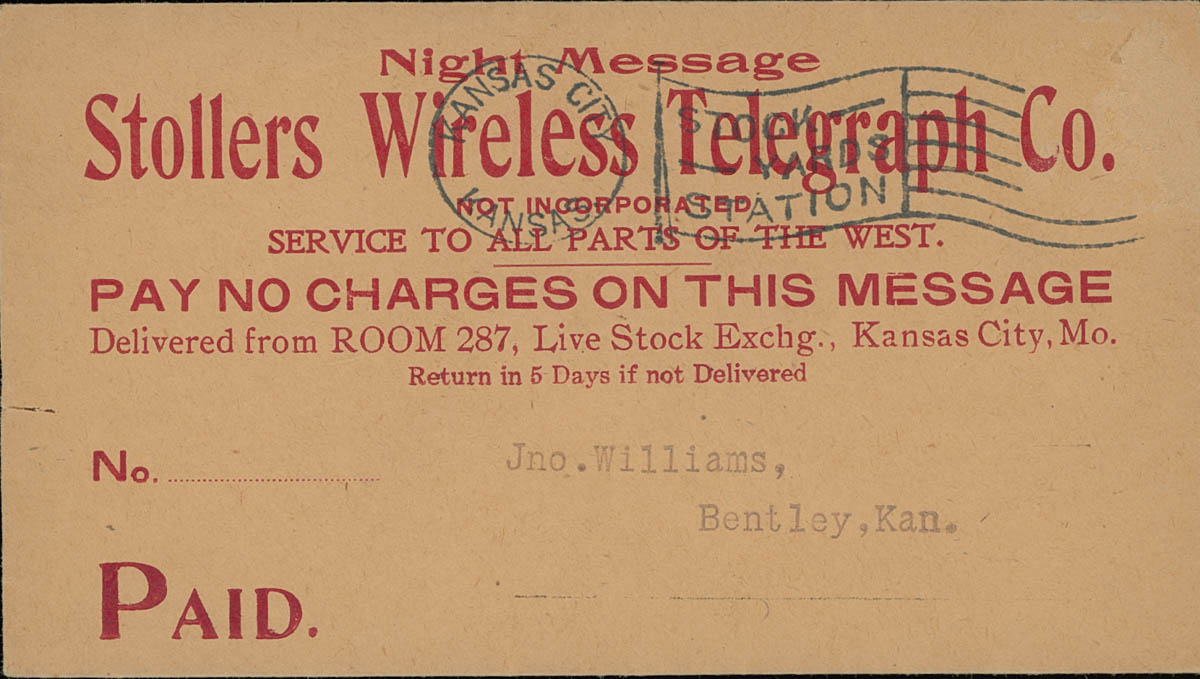 Night Message
Stollers Wireless Telegraph Co.
NOT INCORPORATED
SERVICE TO ALL PARTS OF THE WEST.
PAY NO CHARGES ON THIS MESSAGE
Delivered from ROOM 287, Live Stock Exchg., Kansas City, Mo.
Return in 5 Days if not Delivered
KANSAS CITY
KANSAS
STOCK
YARDS
STATION
No.
Jno.Williams,
Bentley,Kan.
PAID.